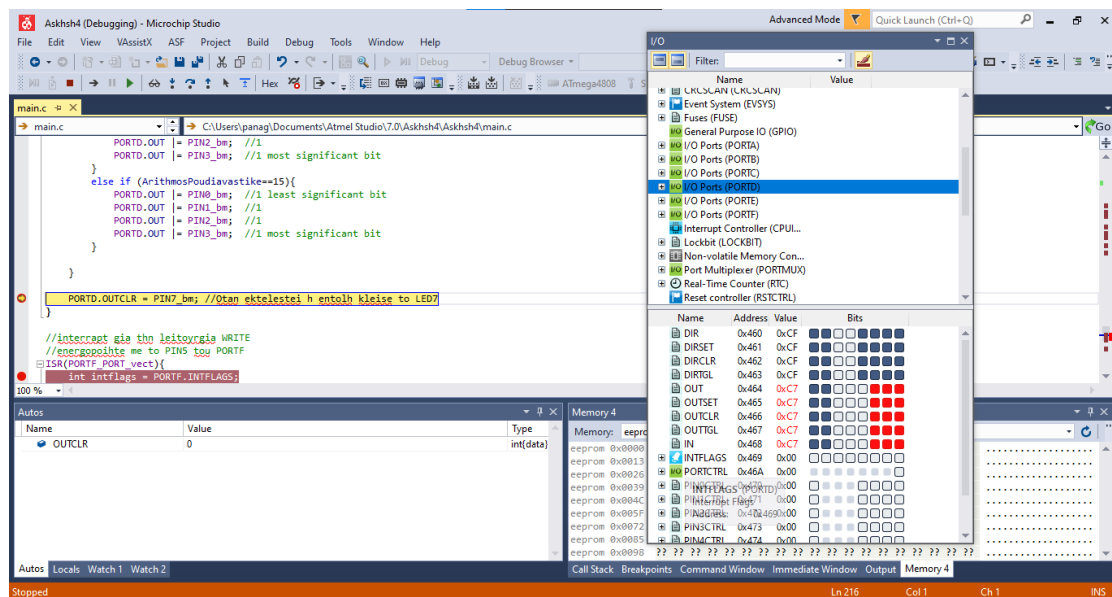 Askhsh4 (Debugging) - Microchip Studio
Advanced Mode
Quick Launch (Ctrl+Q)
File Edit View VAssistX ASF Project Build Debug Tools Window Help
Debug Debug Browser
Hex
ATmega4808
main.c
main.c
C:\Users\panag\Documents\Atmel Studio\7.0\Askhsh4\Askhsh4\main.c
Go
PORTD.OUT |= PIN2_bm; //1
PORTD.OUT |= PIN3_bm; //1 most significant bit
}
else if (ArithmosPoudiavastike==15){
PORTD.OUT |= PIN0_bm; //1 least significant bit
PORTD.OUT |= PIN1_bm; //1
PORTD.OUT |= PIN2_bm; //1
PORTD.OUT |= PIN3_bm; //1 most significant bit
}
}
PORTD.OUTCLR = PIN7_bm; //Otan ektelestei h entolh kleise to LED7
}
//interrapt gia thn leitoyrgia WRITE
//energopoihte me to PIN5 tou PORTF
ISR(PORTF_PORT_vect){
int intflags = PORTF.INTFLAGS;
100 %
I/O
Filter:
Name Value
CRCSCAN (CRCSCAN)
Event System (EVSYS)
Fuses (FUSE)
General Purpose IO (GPIO)
I/O Ports (PORTA)
I/O Ports (PORTB)
I/O Ports (PORTC)
I/O Ports (PORTD)
I/O Ports (PORTE)
I/O Ports (PORTF)
Interrupt Controller (CPUI...
Lockbit (LOCKBIT)
Non-volatile Memory Con...
Port Multiplexer (PORTMUX)
Real-Time Counter (RTC)
Reset controller (RSTCTRL)
Name Address Value Bits
DIR 0x460 0xCF
DIRSET 0x461 0xCF
DIRCLR 0x462 0xCF
DIRTGL 0x463 0xCF
OUT 0x464 0xC7
OUTSET 0x465 0xC7
OUTCLR 0x466 0xC7
OUTTGL 0x467 0xC7
IN 0x468 0xC7
INTFLAGS 0x469 0x00
PORTCTRL 0x46A 0x00
INTFLAGS (PORTD) 0x00
Interrupt Flags 0x00
Address: 0x469 0x00
PIN3CTRL 0x473 0x00
PIN4CTRL 0x474 0x00
Autos
Name Value Type
OUTCLR 0 int{data}
Autos Locals Watch 1 Watch 2
Memory 4
Memory: eepro
eeprom 0x0000
eeprom 0x0013
eeprom 0x0026
eeprom 0x0039
eeprom 0x004C
eeprom 0x005F
eeprom 0x0072
eeprom 0x0085
eeprom 0x0098 ?? ?? ?? ?? ?? ?? ?? ?? ?? ?? ?? ?? ?? ?? ?? ?? ?? ?? ??
Call Stack Breakpoints Command Window Immediate Window Output Memory 4
Stopped Ln 216 Col 1 Ch 1 INS